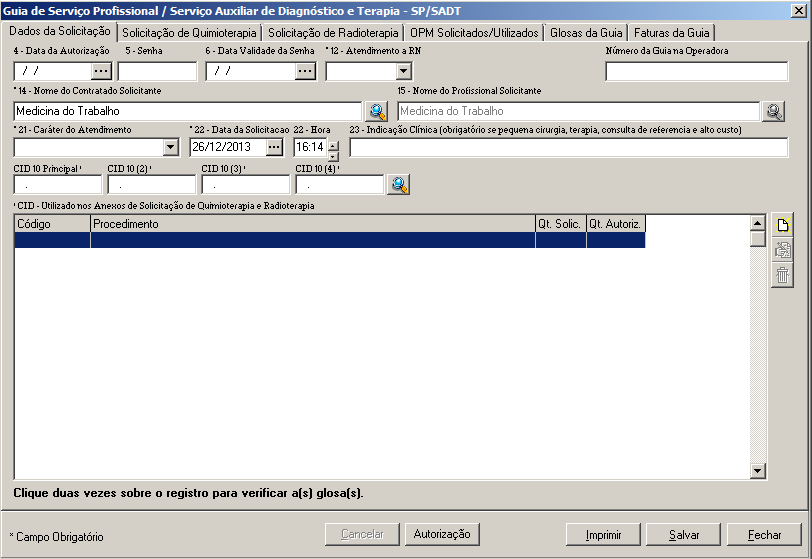 Guia de Serviço Profissional / Serviço Auxiliar de Diagnóstico e Terapia - SP/SADT
Dados da Solicitação Solicitação de Quimioterapia Solicitação de Radioterapia OPM Solicitados/Utilizados Glosas da Guia Faturas da Guia
4 - Data da Autorização 5 - Senha 6 - Data Validade da Senha * 12 - Atendimento a RN Número da Guia na Operadora
/ / ... / / ...
* 14 - Nome do Contratado Solicitante 15 - Nome do Profissional Solicitante
Medicina do Trabalho Medicina do Trabalho
* 21 - Caráter do Atendimento * 22 - Data da Solicitacao 22 - Hora 23 - Indicação Clínica (obrigatório se pequena cirurgia, terapia, consulta de referencia e alto custo)
26/12/2013 ... 16:14
CID 10 Principal ' CID 10 (2) ' CID 10 (3) ' CID 10 (4) '
. . . .
' CID - Utilizado nos Anexos de Solicitação de Quimioterapia e Radioterapia
Código Procedimento Qt. Solic. Qt. Autoriz.
Clique duas vezes sobre o registro para verificar a(s) glosa(s).
* Campo Obrigatório Cancelar Autorização Imprimir Salvar Fechar